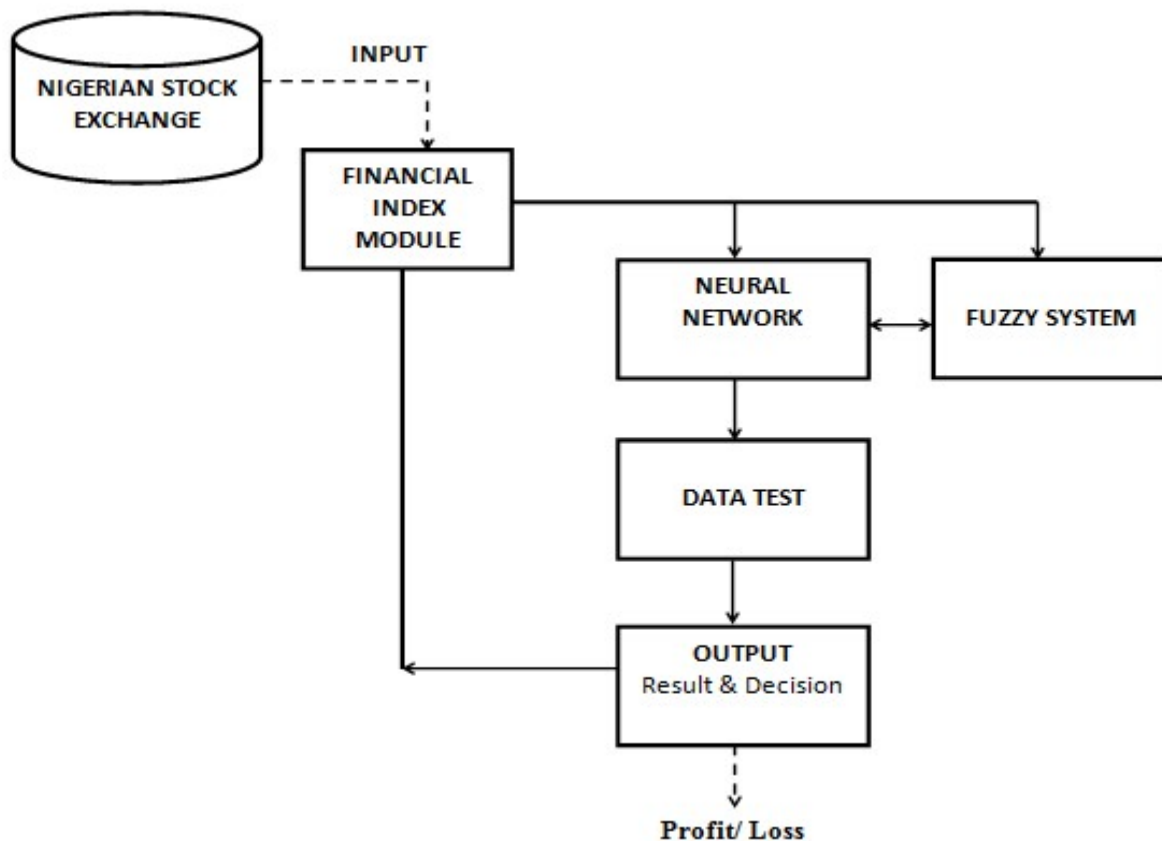 NIGERIAN STOCK
EXCHANGE
INPUT
FINANCIAL
INDEX
MODULE
NEURAL
NETWORK
FUZZY SYSTEM
DATA TEST
OUTPUT
Result & Decision
Profit/ Loss